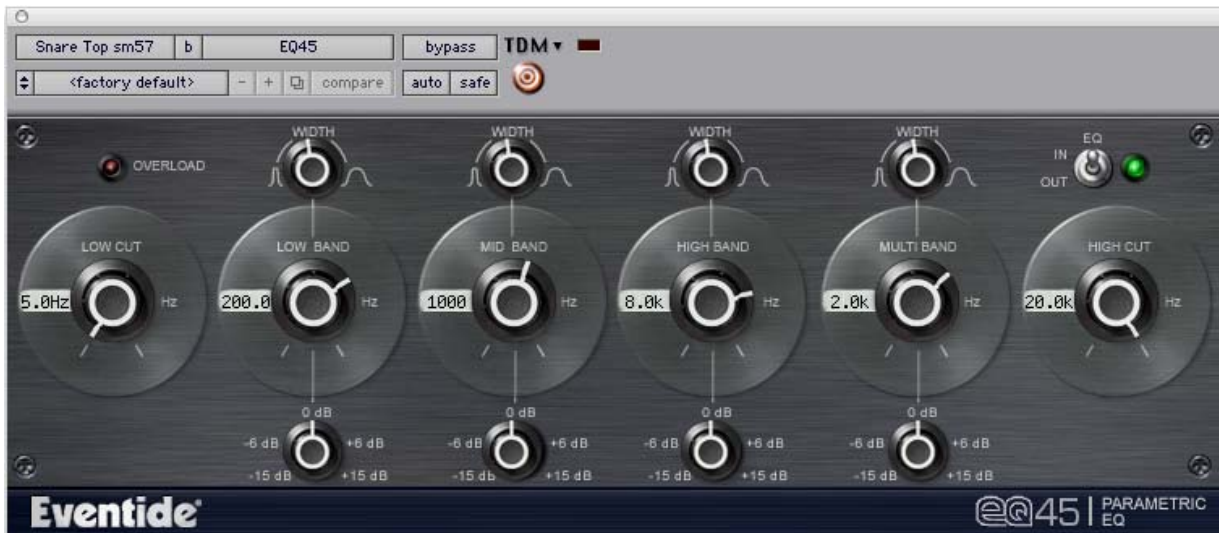 Snare Top sm57 b EQ45 bypass TDM
<factory default> - + compare auto safe
WIDTH WIDTH WIDTH WIDTH EQ
OVERLOAD IN
OUT
LOW CUT LOW BAND MID BAND HIGH BAND MULTI BAND HIGH CUT
5.0Hz Hz 200.0 Hz 1000 Hz 8.0k Hz 2.0k Hz 20.0k Hz
0 dB 0 dB 0 dB 0 dB
-6 dB +6 dB -6 dB +6 dB -6 dB +6 dB -6 dB +6 dB
-15 dB +15 dB -15 dB +15 dB -15 dB +15 dB -15 dB +15 dB
Eventide EQ45 PARAMETRIC
EQ